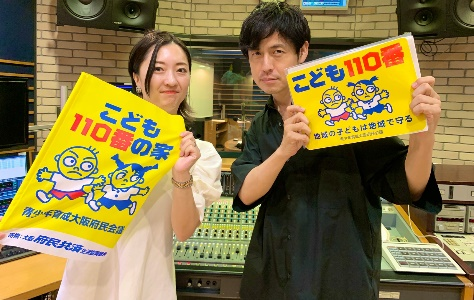 こども
110番の家
青少年育成大阪府民会議
こども110番
地域の子どもは地域で守る